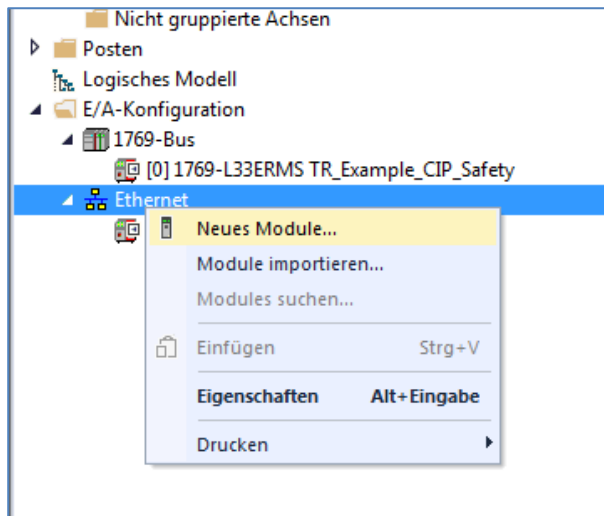 Nicht gruppierte Achsen
Posten
Logisches Modell
E/A-Konfiguration
1769-Bus
[0] 1769-L33ERMS TR_Example_CIP_Safety
Ethernet
Neues Module...
Module importieren...
Modules suchen...
Einfügen Strg+V
Eigenschaften Alt+Eingabe
Drucken